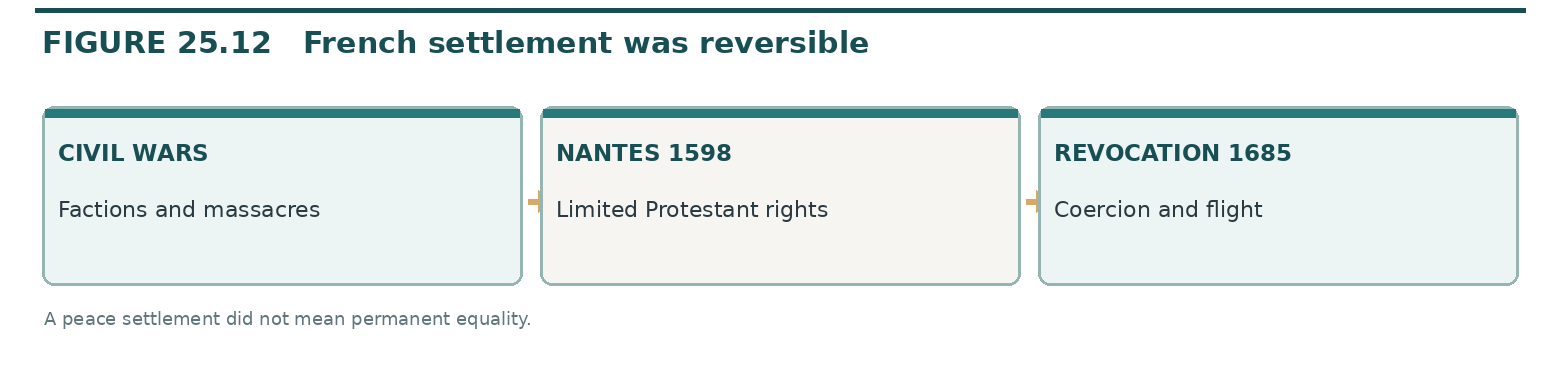 FIGURE 25.12 French settlement was reversible
CIVIL WARS
Factions and massacres
NANTES 1598
Limited Protestant rights
REVOCATION 1685
Coercion and flight
A peace settlement did not mean permanent equality.